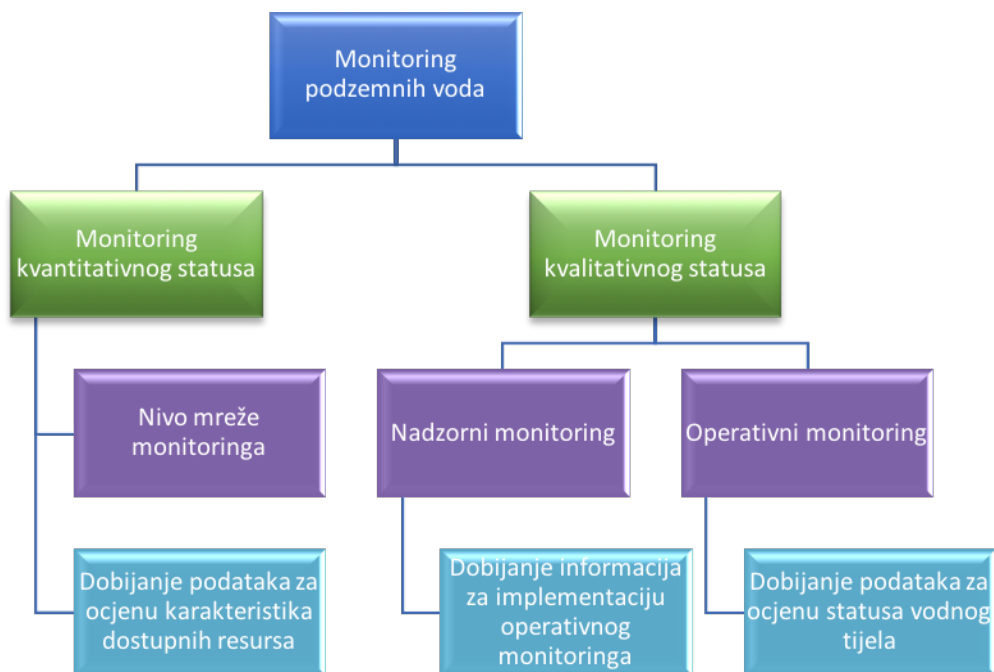 Monitoring
podzemnih voda
Monitoring
kvantitativnog statusa
Monitoring
kvalitativnog statusa
Nivo mreže
monitoringa
Nadzorni monitoring
Operativni monitoring
Dobijanje podataka za
ocjenu karakteristika
dostupnih resursa
Dobijanje informacija
za implementaciju
operativnog
monitoringa
Dobijanje podataka za
ocjenu statusa vodnog
tijela